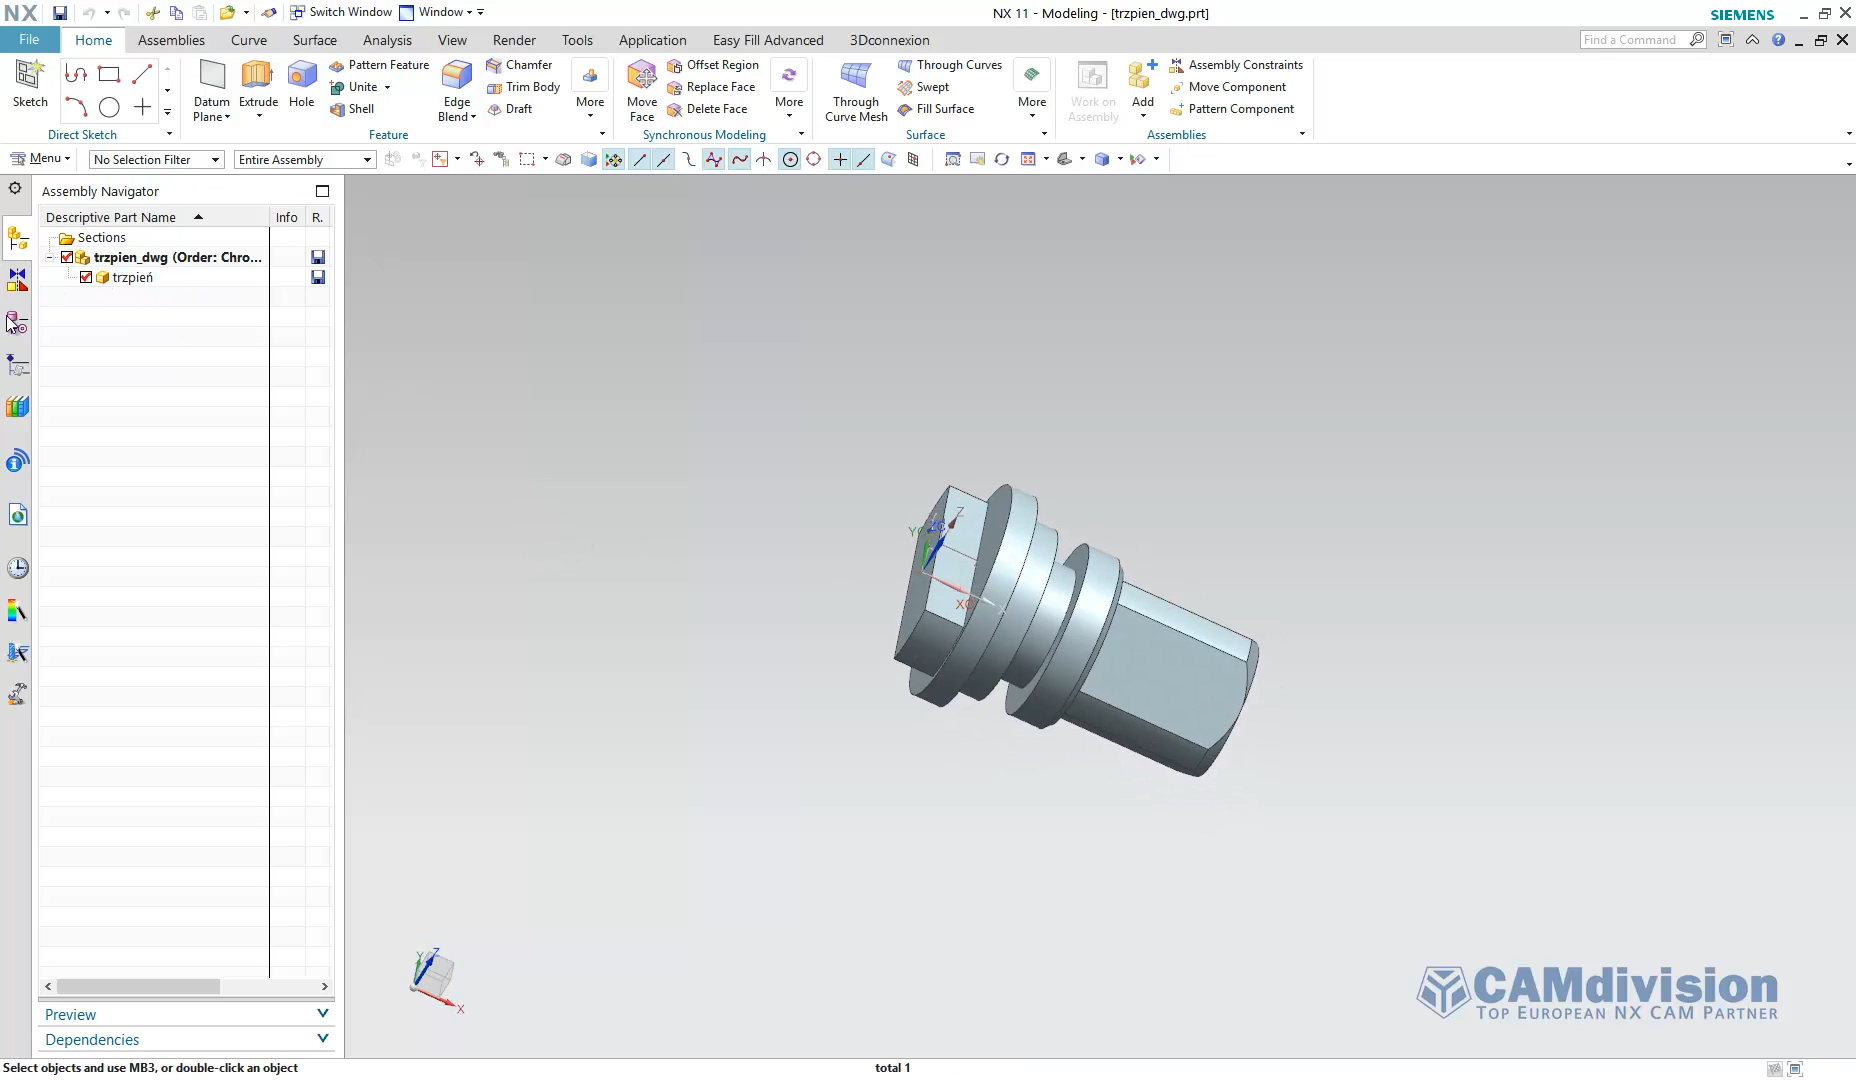 NX
Switch Window
Window
NX 11 - Modeling - [trzpien_dwg.prt]
SIEMENS
File
Home
Assemblies
Curve
Surface
Analysis
View
Render
Tools
Application
Easy Fill Advanced
3Dconnexion
Find a Command
Sketch
Direct Sketch
Datum Plane
Extrude
Hole
Pattern Feature
Unite
Shell
Edge Blend
Chamfer
Trim Body
Draft
More
Feature
Move Face
Offset Region
Replace Face
Delete Face
More
Synchronous Modeling
Through Curve Mesh
Through Curves
Swept
Fill Surface
More
Surface
Work on Assembly
Add
Assembly Constraints
Move Component
Pattern Component
Assemblies
Menu
No Selection Filter
Entire Assembly
Assembly Navigator
Descriptive Part Name
Info
R.
Sections
trzpien_dwg (Order: Chro...
trzpień
YC
ZC
Z
XC
Y
Z
X
CAMdivision
TOP EUROPEAN NX CAM PARTNER
Preview
Dependencies
Select objects and use MB3, or double-click an object
total 1